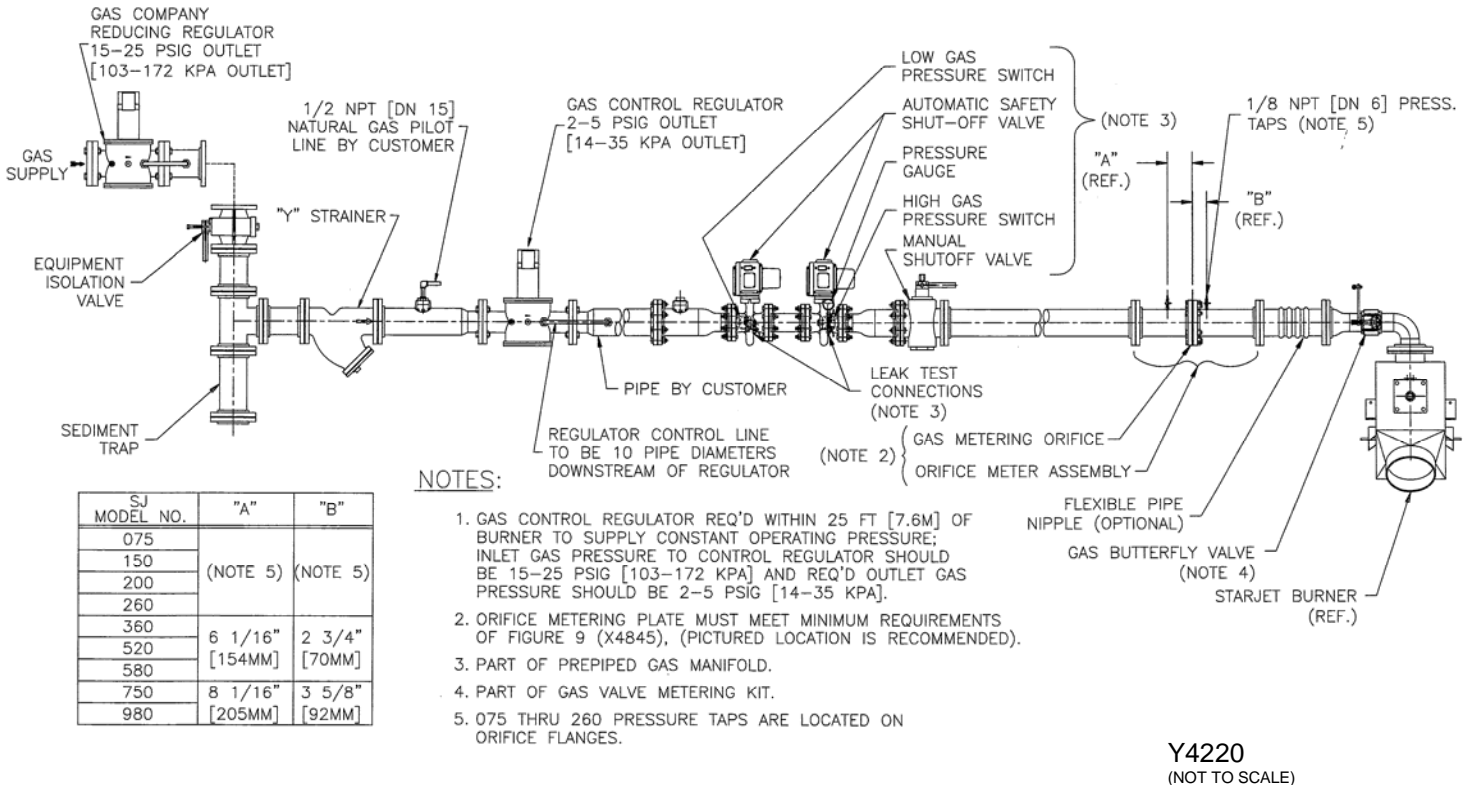 GAS COMPANY
REDUCING REGULATOR
15-25 PSIG OUTLET
[103-172 KPA OUTLET]
GAS
SUPPLY
1/2 NPT [DN 15]
NATURAL GAS PILOT
LINE BY CUSTOMER
GAS CONTROL REGULATOR
2-5 PSIG OUTLET
[14-35 KPA OUTLET]
LOW GAS
PRESSURE SWITCH
AUTOMATIC SAFETY
SHUT-OFF VALVE
PRESSURE
GAUGE
HIGH GAS
PRESSURE SWITCH
MANUAL
SHUTOFF VALVE
(NOTE 3)
1/8 NPT [DN 6] PRESS.
TAPS (NOTE 5)
"A"
(REF.)
"B"
(REF.)
"Y" STRAINER
EQUIPMENT
ISOLATION
VALVE
SEDIMENT
TRAP
PIPE BY CUSTOMER
REGULATOR CONTROL LINE
TO BE 10 PIPE DIAMETERS
DOWNSTREAM OF REGULATOR
LEAK TEST
CONNECTIONS
(NOTE 3)
(NOTE 2)
GAS METERING ORIFICE
ORIFICE METER ASSEMBLY
FLEXIBLE PIPE
NIPPLE (OPTIONAL)
GAS BUTTERFLY VALVE
(NOTE 4)
STARJET BURNER
(REF.)
SJ
MODEL NO.
"A"
"B"
075
150
200
260
(NOTE 5)
(NOTE 5)
360
520
580
6 1/16"
[154MM]
2 3/4"
[70MM]
750
980
8 1/16"
[205MM]
3 5/8"
[92MM]
NOTES:
1. GAS CONTROL REGULATOR REQ'D WITHIN 25 FT [7.6M] OF
BURNER TO SUPPLY CONSTANT OPERATING PRESSURE;
INLET GAS PRESSURE TO CONTROL REGULATOR SHOULD
BE 15-25 PSIG [103-172 KPA] AND REQ'D OUTLET GAS
PRESSURE SHOULD BE 2-5 PSIG [14-35 KPA].
2. ORIFICE METERING PLATE MUST MEET MINIMUM REQUIREMENTS
OF FIGURE 9 (X4845), (PICTURED LOCATION IS RECOMMENDED).
3. PART OF PREPIPED GAS MANIFOLD.
4. PART OF GAS VALVE METERING KIT.
5. 075 THRU 260 PRESSURE TAPS ARE LOCATED ON
ORIFICE FLANGES.
Y4220
(NOT TO SCALE)